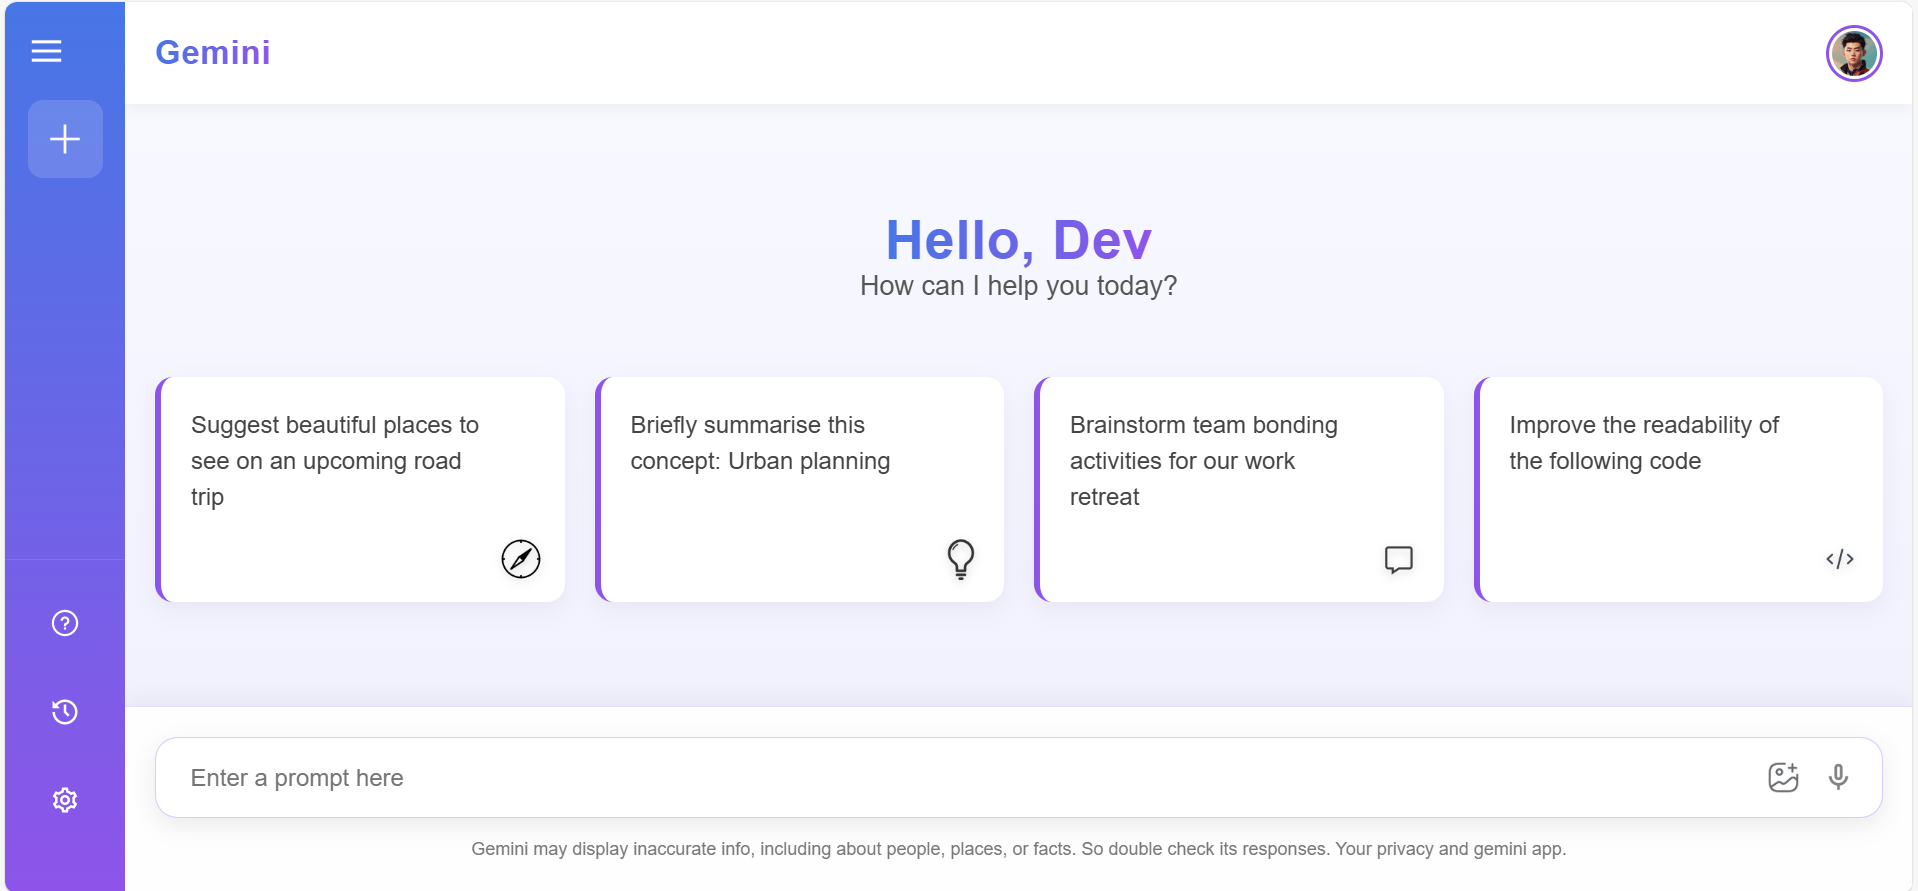 Gemini
Hello, Dev
How can I help you today?
Suggest beautiful places to
see on an upcoming road
trip
Briefly summarise this
concept: Urban planning
Brainstorm team bonding
activities for our work
retreat
Improve the readability of
the following code
Enter a prompt here
Gemini may display inaccurate info, including about people, places, or facts. So double check its responses. Your privacy and gemini app.